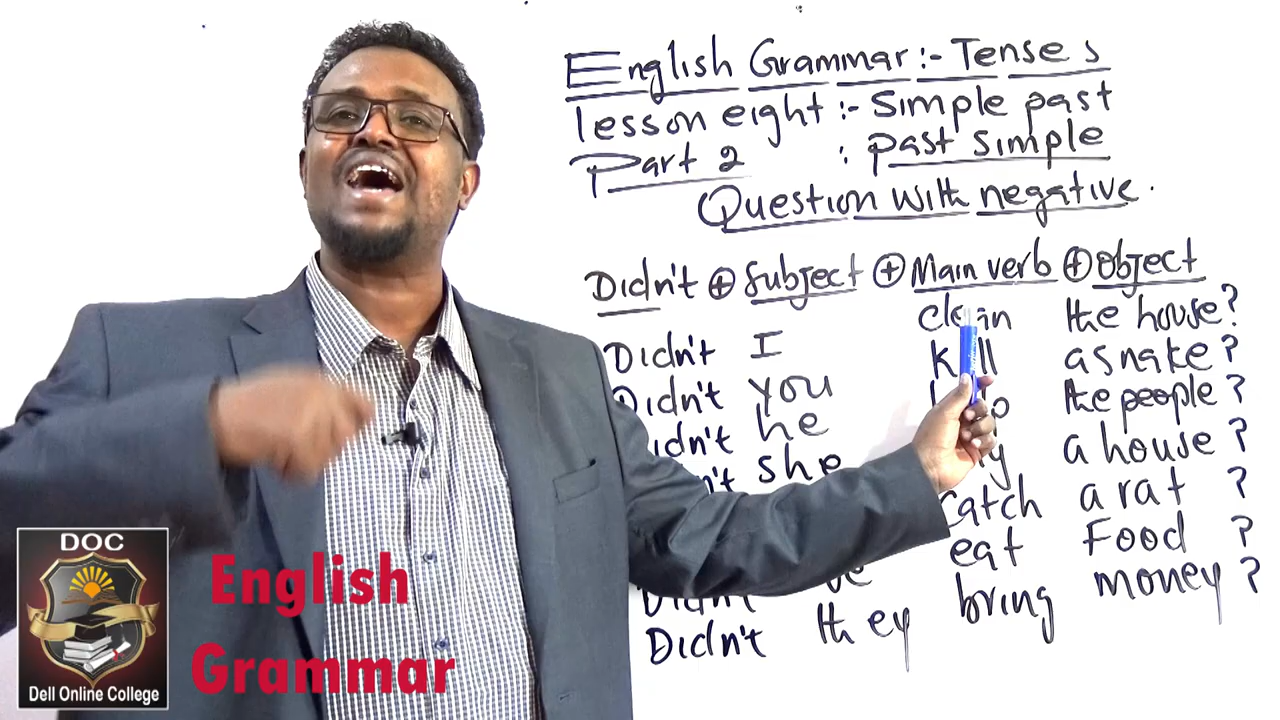 English Grammar :- Tenses
lesson eight :- Simple past
Part 2 : past simple
Question with negative.
Didn't + Subject + Main verb + Object
Didn't I clean the house?
Didn't you kill a snake?
Didn't he the people?
Didn't she a house?
catch a rat ?
Didn't eat Food ?
Didn't they bring money ?
DOC
Dell Online College
English
Grammar